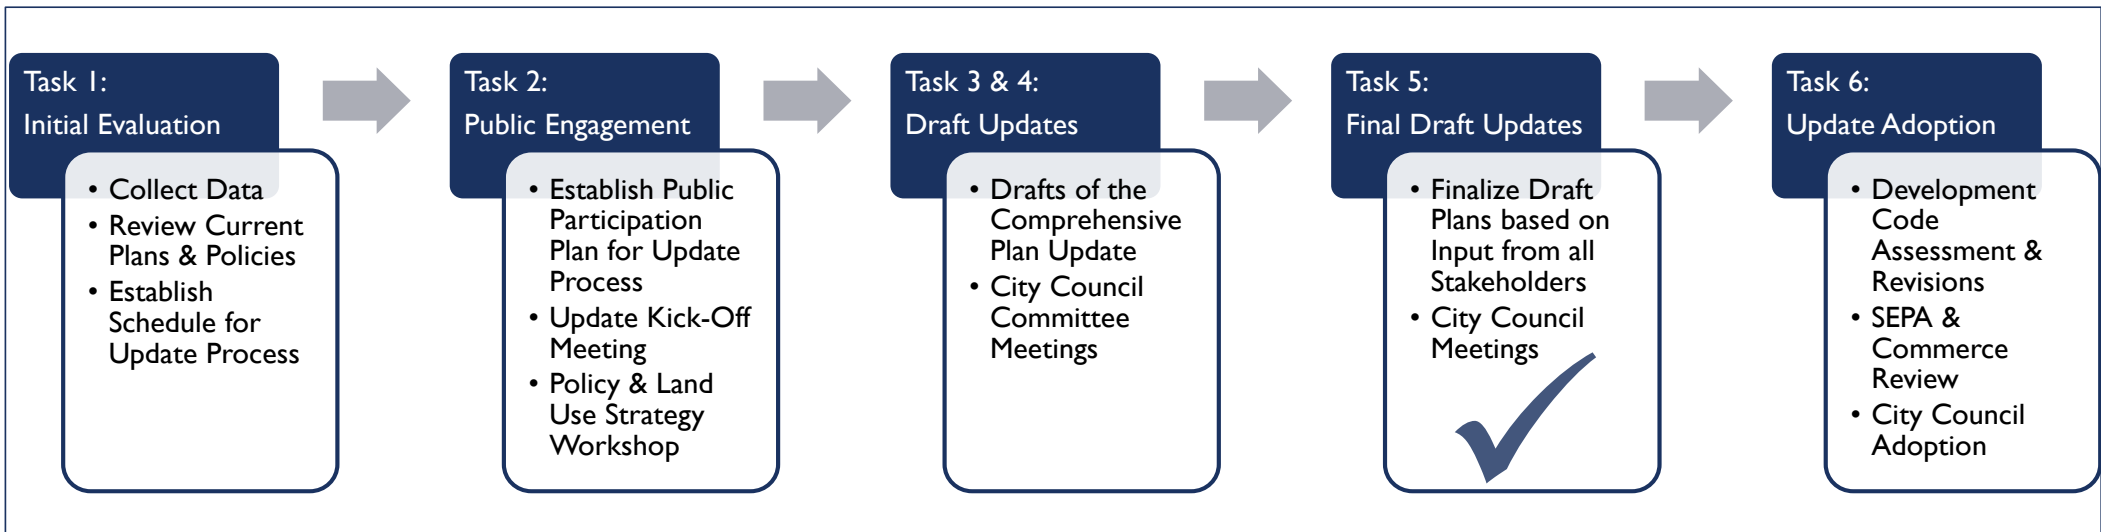 Task 1:
Initial Evaluation
• Collect Data
• Review Current
Plans & Policies
• Establish
Schedule for
Update Process
Task 2:
Public Engagement
• Establish Public
Participation
Plan for Update
Process
• Update Kick-Off
Meeting
• Policy & Land
Use Strategy
Workshop
Task 3 & 4:
Draft Updates
• Drafts of the
Comprehensive
Plan Update
• City Council
Committee
Meetings
Task 5:
Final Draft Updates
• Finalize Draft
Plans based on
Input from all
Stakeholders
• City Council
Meetings
Task 6:
Update Adoption
• Development
Code
Assessment &
Revisions
• SEPA &
Commerce
Review
• City Council
Adoption